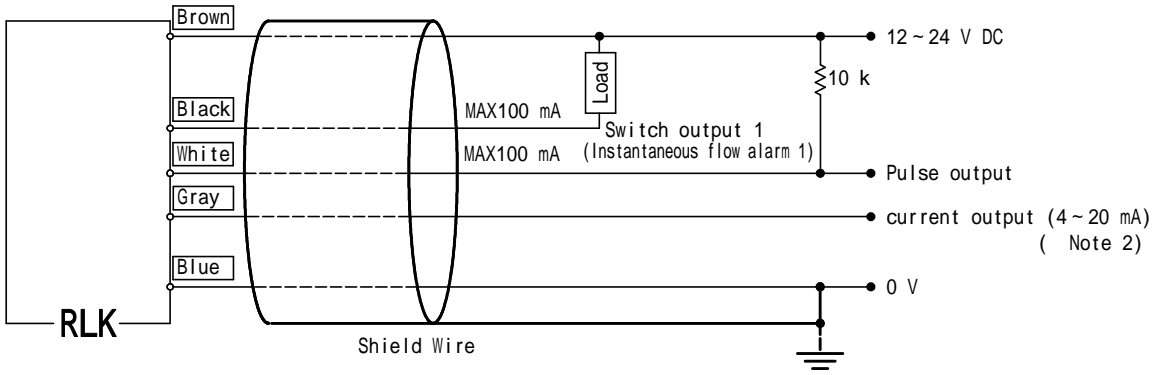 Brown
12~24 V DC
Load
10 k
Black
MAX100 mA
Switch output 1
(Instantaneous flow alarm 1)
White
MAX100 mA
Pulse output
Gray
current output (4~20 mA)
( Note 2)
Blue
0 V
RLK
Shield Wire